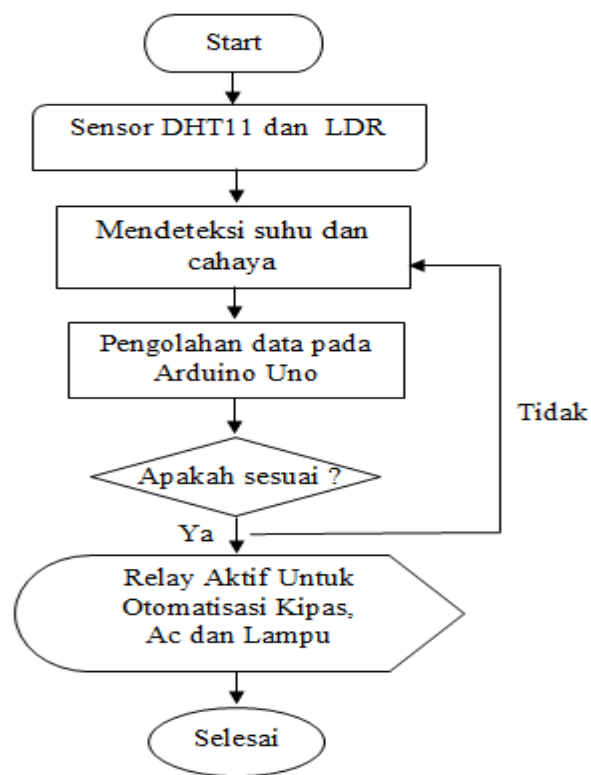 Start
Sensor DHT11 dan LDR
Mendeteksi suhu dan
cahaya
Pengolahan data pada
Arduino Uno
Tidak
Apakah sesuai ?
Ya
Relay Aktif Untuk
Otomatisasi Kipas,
Ac dan Lampu
Selesai